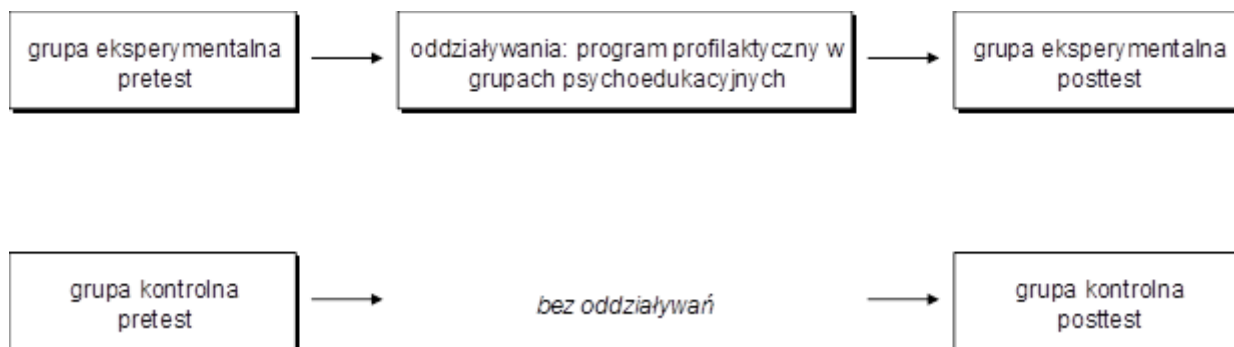 grupa eksperymentalna
pretest
oddziaływania: program profilaktyczny w
grupach psychoedukacyjnych
grupa eksperymentalna
posttest
grupa kontrolna
pretest
bez oddziaływań
grupa kontrolna
posttest